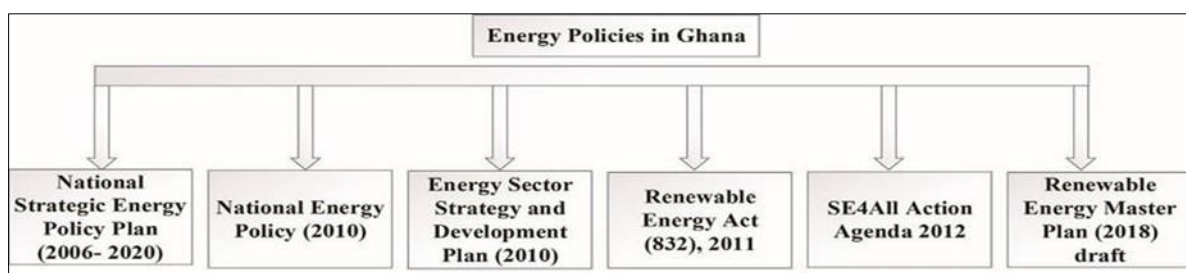 Energy Policies in Ghana
National
Strategic Energy
Policy Plan
(2006- 2020)
National Energy
Policy (2010)
Energy Sector
Strategy and
Development
Plan (2010)
Renewable
Energy Act
(832), 2011
SE4All Action
Agenda 2012
Renewable
Energy Master
Plan (2018)
draft